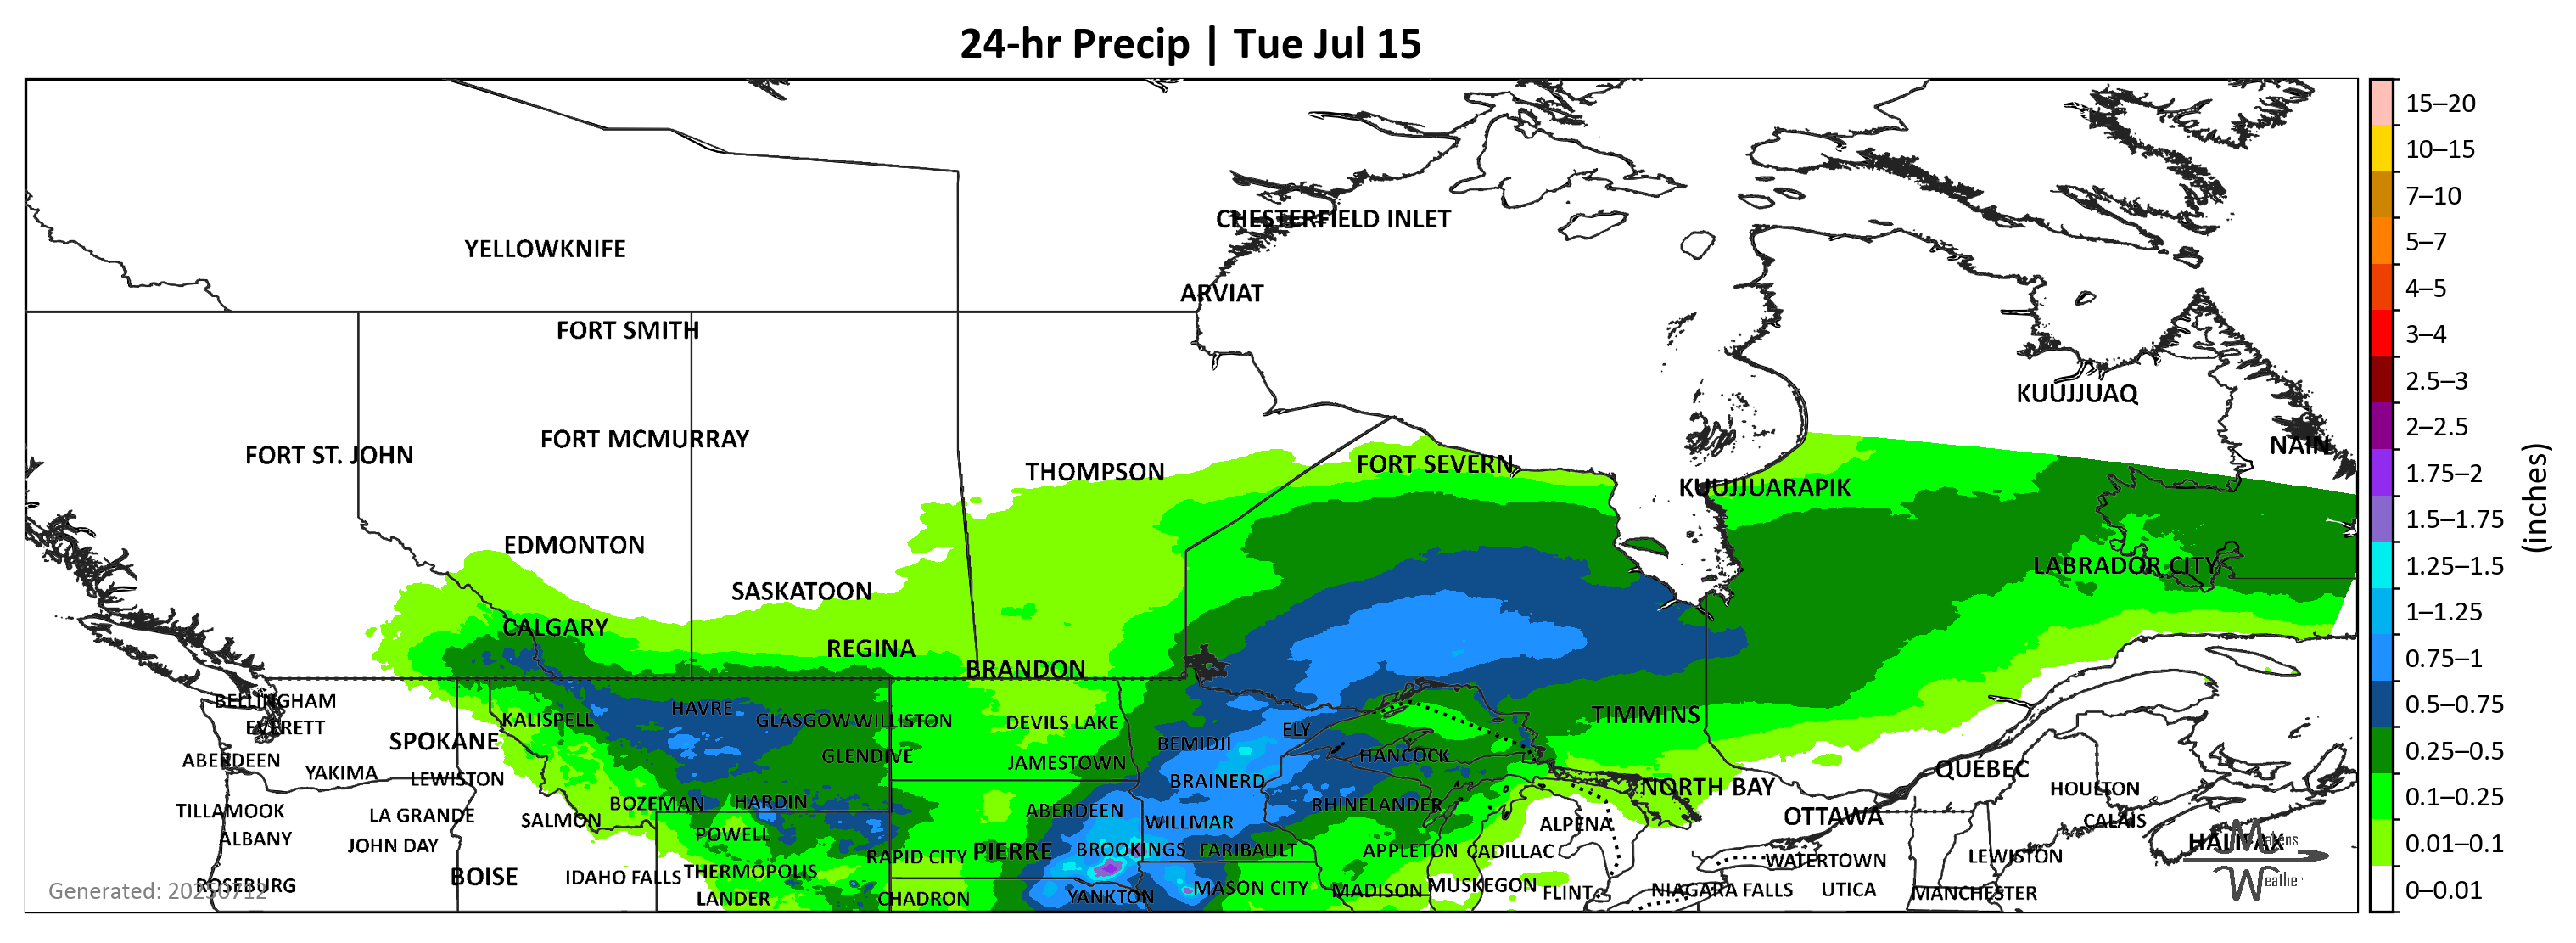 24-hr Precip | Tue Jul 15
CHESTERFIELD INLET
YELLOWKNIFE
ARVIAT
FORT SMITH
KUUJJUAQ
FORT MCMURRAY
NAIN
FORT ST. JOHN
FORT SEVERN
THOMPSON
KUUJJUARAPIK
EDMONTON
LABRADOR CITY
SASKATOON
CALGARY
REGINA
BRANDON
BELLINGHAM
HAVRE
KALISPELL
GLASGOW WILLISTON
DEVILS LAKE
TIMMINS
EVERETT
ELY
SPOKANE
BEMIDJI
GLENDIVE
HANCOCK
ABERDEEN
JAMESTOWN
QUÉBEC
YAKIMA
LEWISTON
BRAINERD
NORTH BAY
HOULTON
BOZEMAN
HARDIN
RHINELANDER
TILLAMOOK
ABERDEEN
LA GRANDE
OTTAWA
SALMON
WILLMAR
CALAIS
ALPENA
POWELL
ALBANY
HALIFAX
JOHN DAY
BROOKINGS
FARIBAULT
APPLETON
CADILLAC
PIERRE
RAPID CITY
LEWISTON
WATERTOWN
THERMOPOLIS
BOISE
IDAHO FALLS
ROSEBURG
MUSKEGON
MASON CITY
MADISON
FLINT
NIAGARA FALLS
UTICA
MANCHESTER
LANDER
CHADRON
YANKTON
Generated: 20250712
Makens
Weather
15–20
10–15
7–10
5–7
4–5
3–4
2.5–3
2–2.5
1.75–2
1.5–1.75
1.25–1.5
1–1.25
0.75–1
0.5–0.75
0.25–0.5
0.1–0.25
0.01–0.1
0–0.01
(inches)